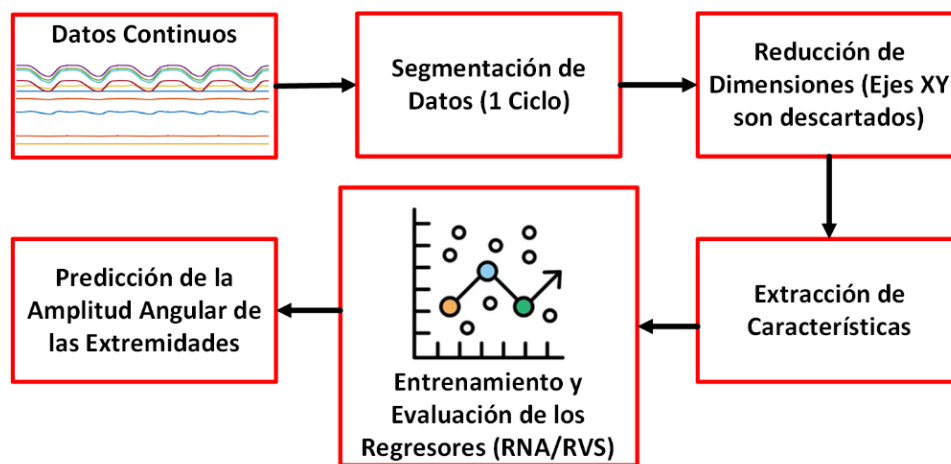 Datos Continuos
Segmentación de
Datos (1 Ciclo)
Reducción de
Dimensiones (Ejes XY
son descartados)
Extracción de
Características
Entrenamiento y
Evaluación de los
Regresores (RNA/RVS)
Predicción de la
Amplitud Angular de
las Extremidades